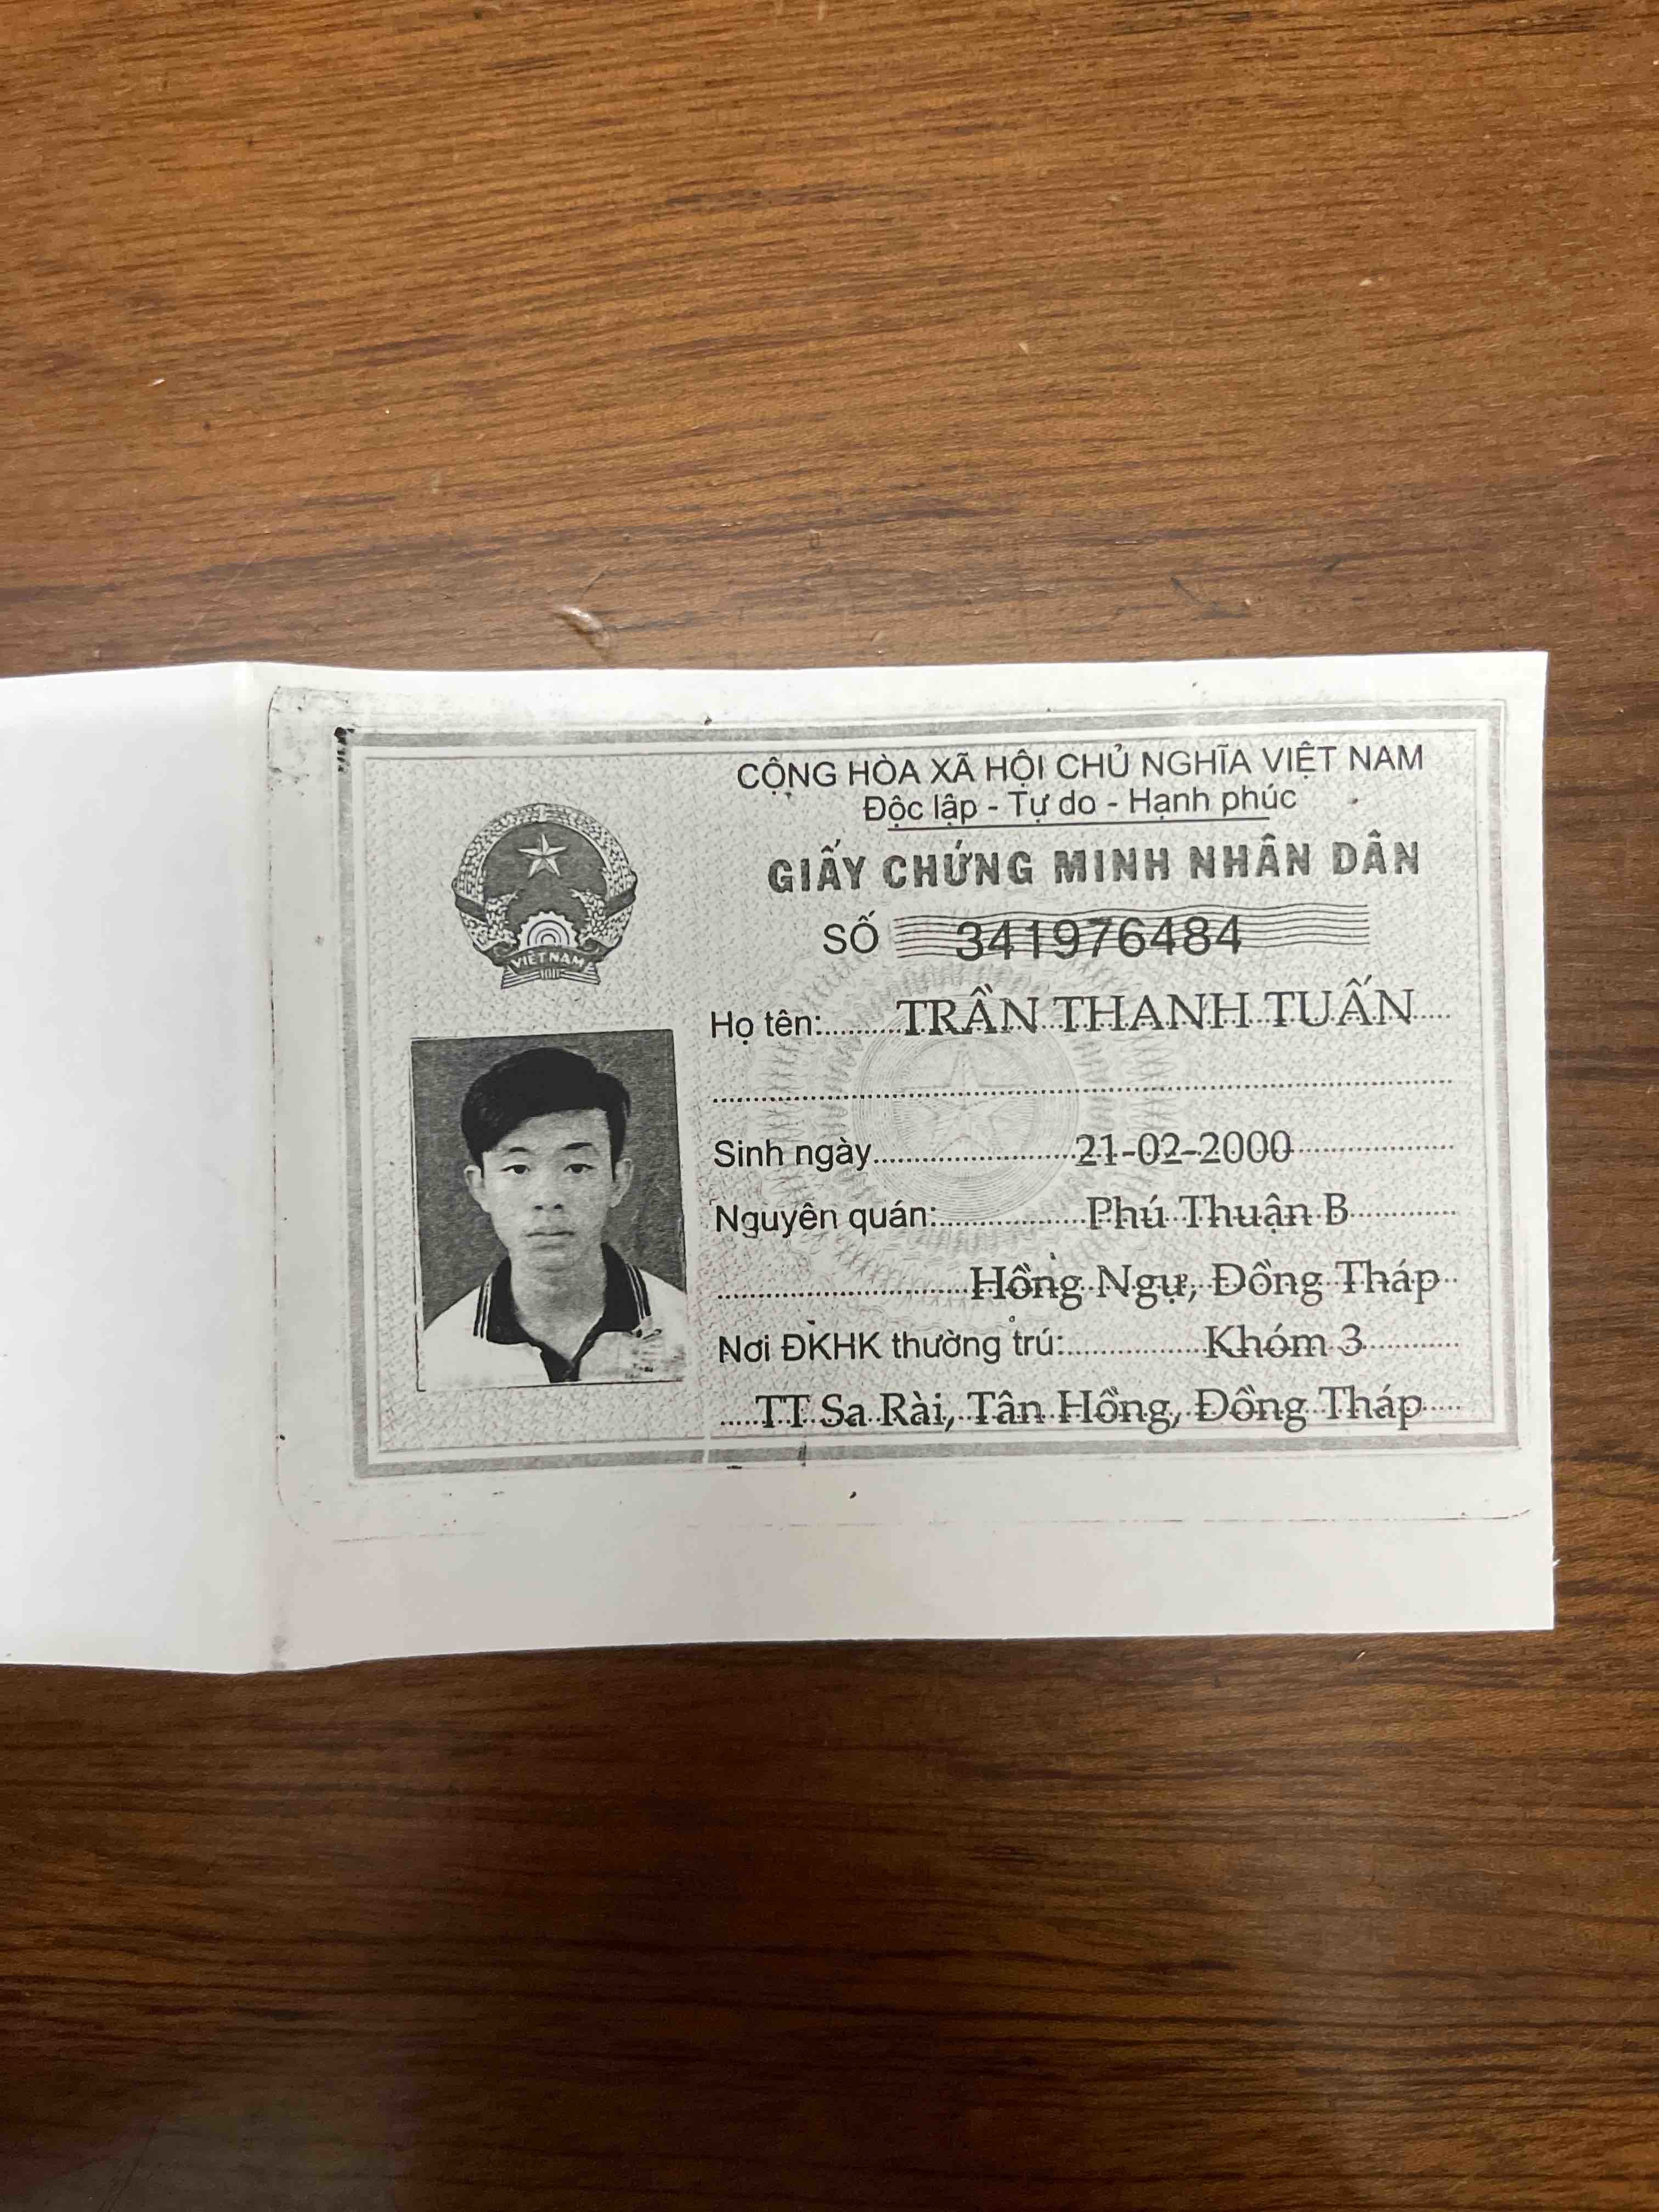 CỘNG HÒA XÃ HỘI CHỦ NGHĨA VIỆT NAM
Độc lập - Tự do - Hạnh phúc
GIẤY CHỨNG MINH NHÂN DÂN
SỐ 341976484
VIỆT NAM
Họ tên: TRẦN THANH TUẤN
Sinh ngày 21-02-2000
Nguyên quán: Phú Thuận B
Hồng Ngự, Đồng Tháp
Nơi ĐKHK thường trú: Khóm 3
TT Sa Rài, Tân Hồng, Đồng Tháp